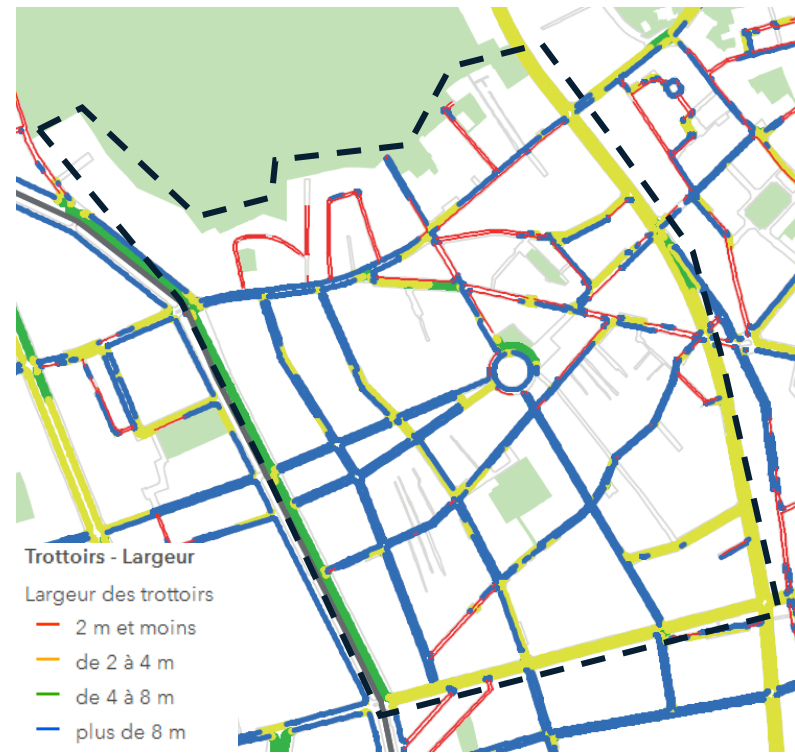 Trottoirs - Largeur
Largeur des trottoirs
2 m et moins
de 2 à 4 m
de 4 à 8 m
plus de 8 m